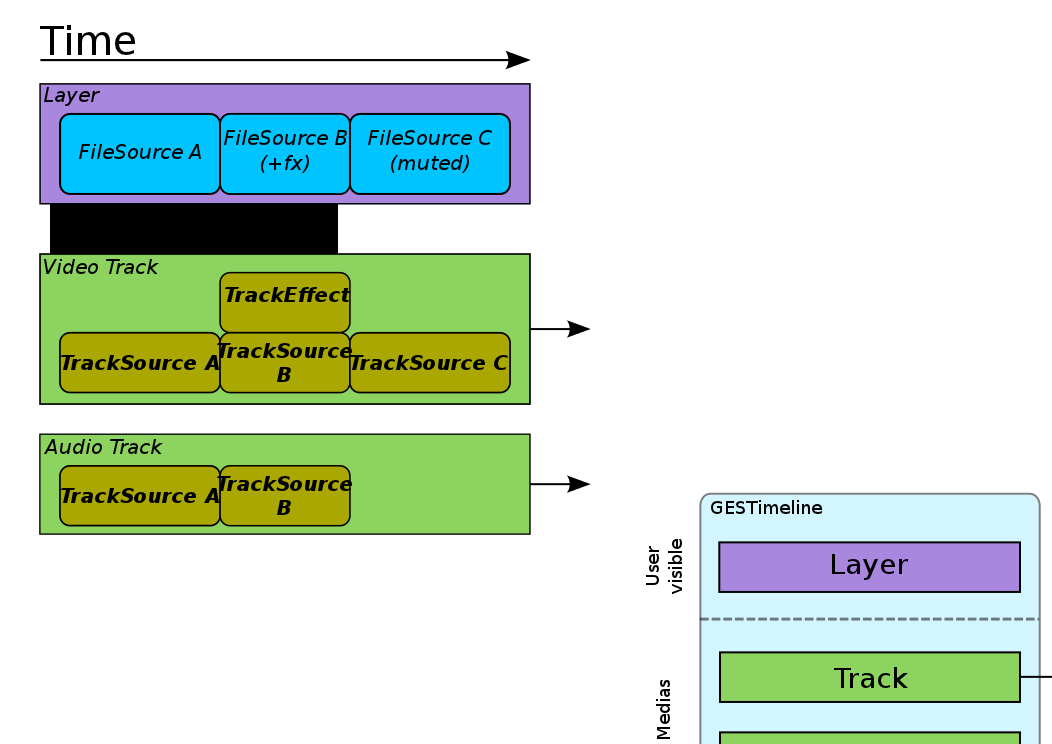 Time
Layer
FileSource A
FileSource B
(+fx)
FileSource C
(muted)
Video Track
TrackEffect
TrackSource A
TrackSource
B
TrackSource C
Audio Track
TrackSource A
TrackSource
B
GESTimeline
User
visible
Layer
Medias
Track